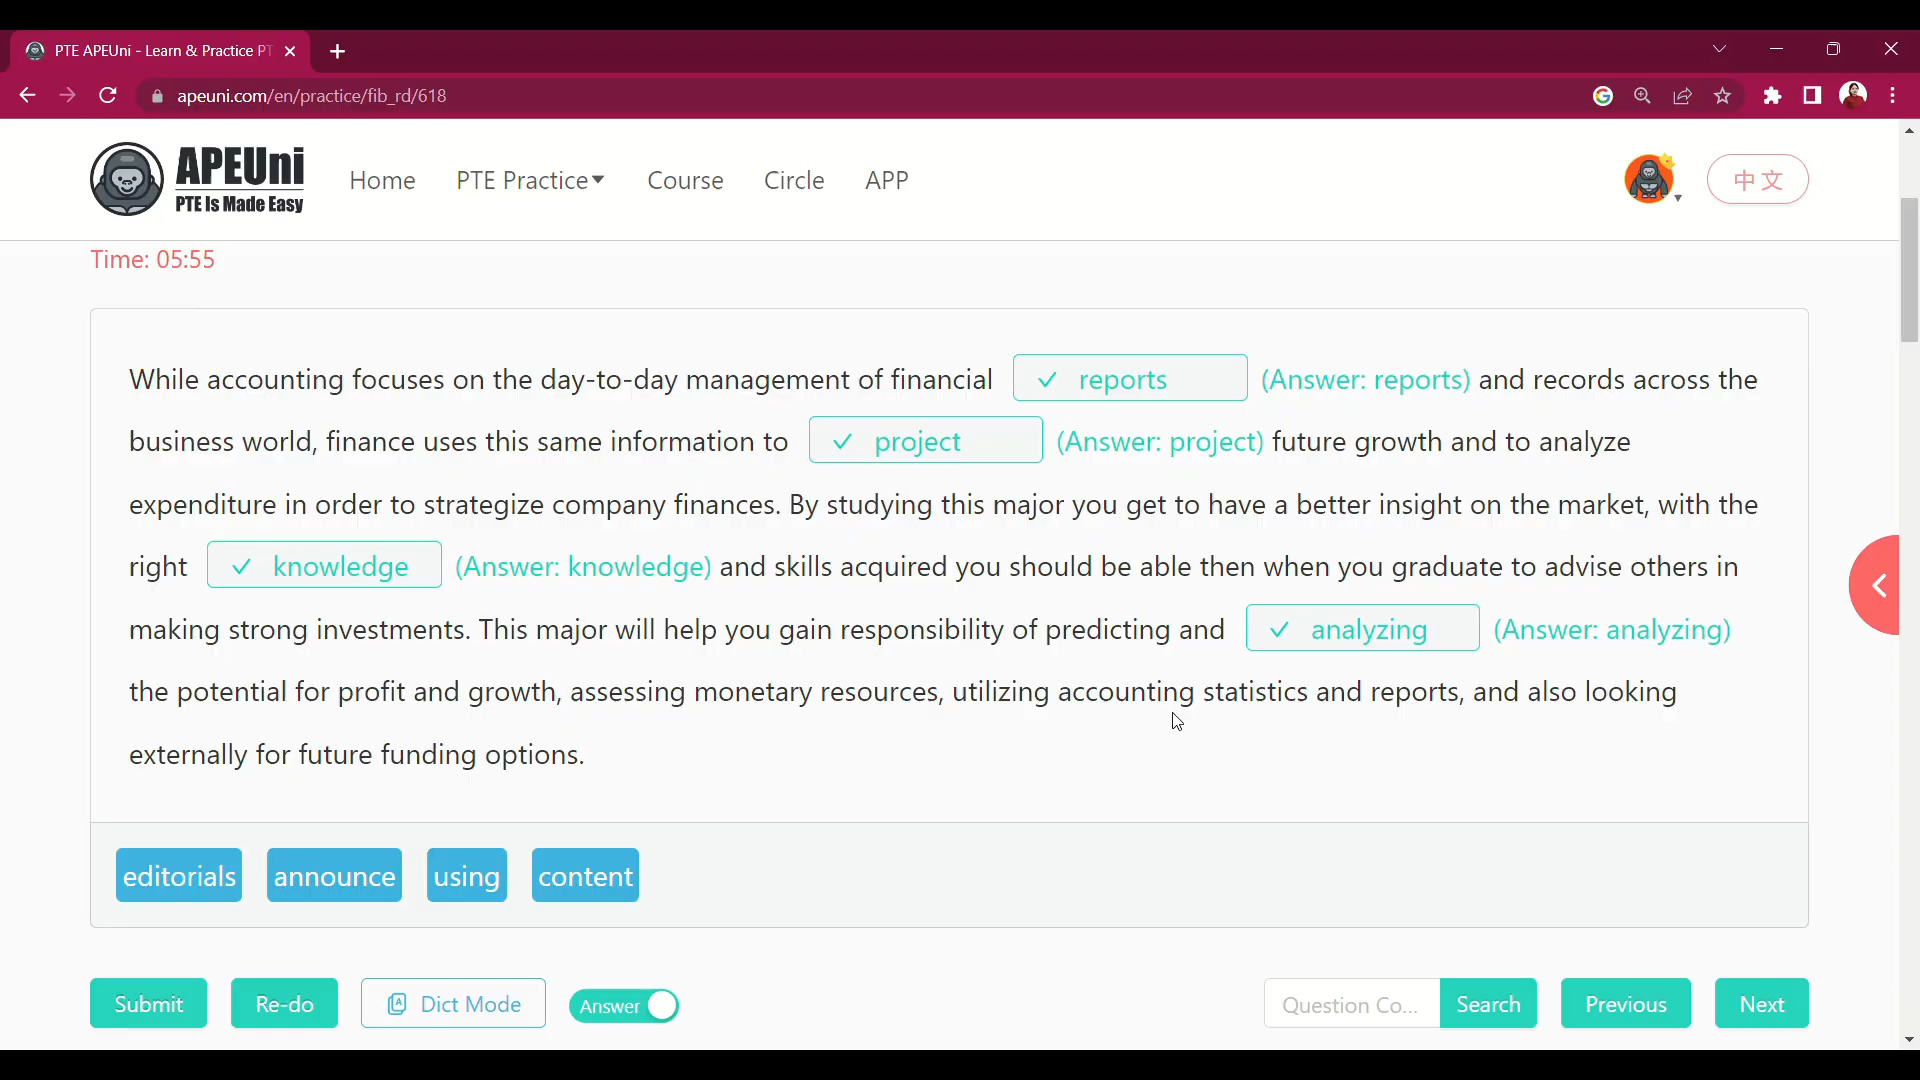 PTE APEUni - Learn & Practice PT
apeuni.com/en/practice/fib_rd/618
APEUni
PTE Is Made Easy
Home PTE Practice Course Circle APP
中文
Time: 05:55
While accounting focuses on the day-to-day management of financial ✓ reports (Answer: reports) and records across the
business world, finance uses this same information to ✓ project (Answer: project) future growth and to analyze
expenditure in order to strategize company finances. By studying this major you get to have a better insight on the market, with the
right ✓ knowledge (Answer: knowledge) and skills acquired you should be able then when you graduate to advise others in
making strong investments. This major will help you gain responsibility of predicting and ✓ analyzing (Answer: analyzing)
the potential for profit and growth, assessing monetary resources, utilizing accounting statistics and reports, and also looking
externally for future funding options.
editorials announce using content
Submit Re-do Dict Mode Answer Question Co... Search Previous Next